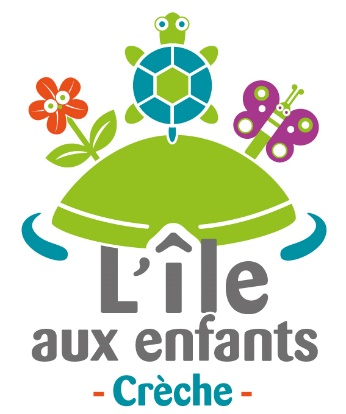 L'île
aux enfants
- Crèche -